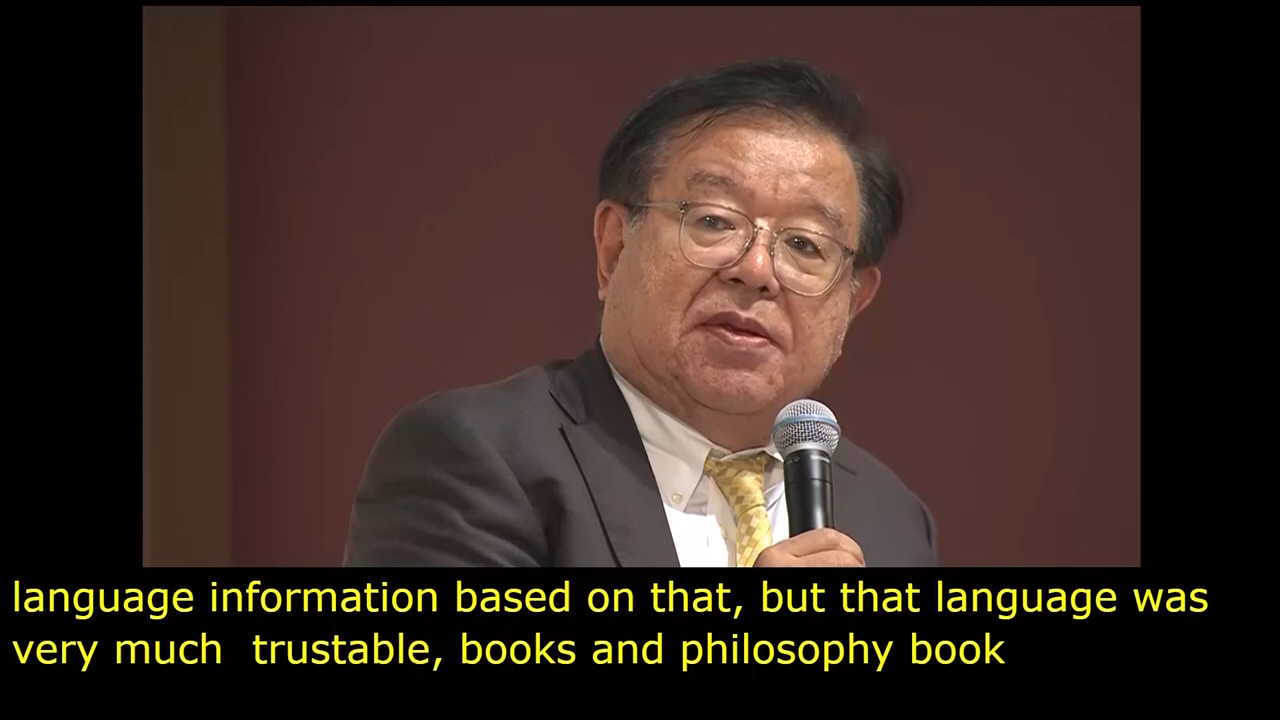 language information based on that, but that language was
very much  trustable, books and philosophy book